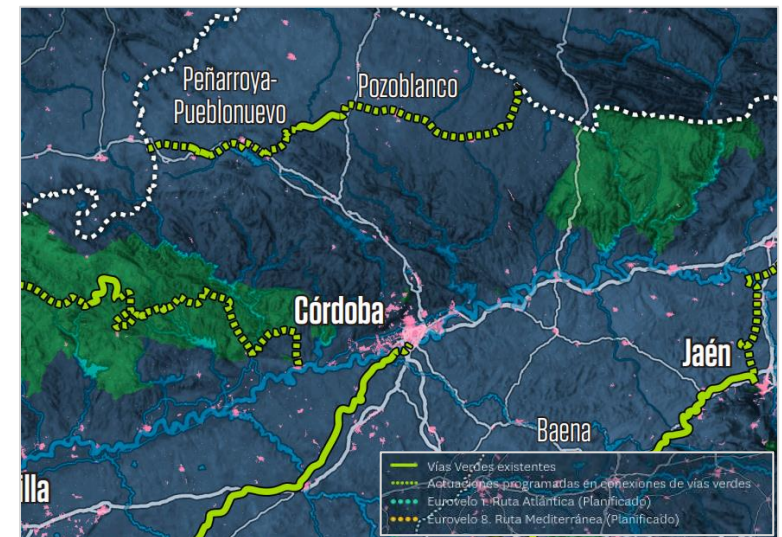 Peñarroya-
Pueblonuevo
Pozoblanco
Córdoba
Jaén
Baena
illa
Vías Verdes existentes
Actuaciones programadas en conexiones de vías verdes
Eurovelo 1. Ruta Atlántica (Planificado)
Eurovelo 8. Ruta Mediterránea (Planificado)